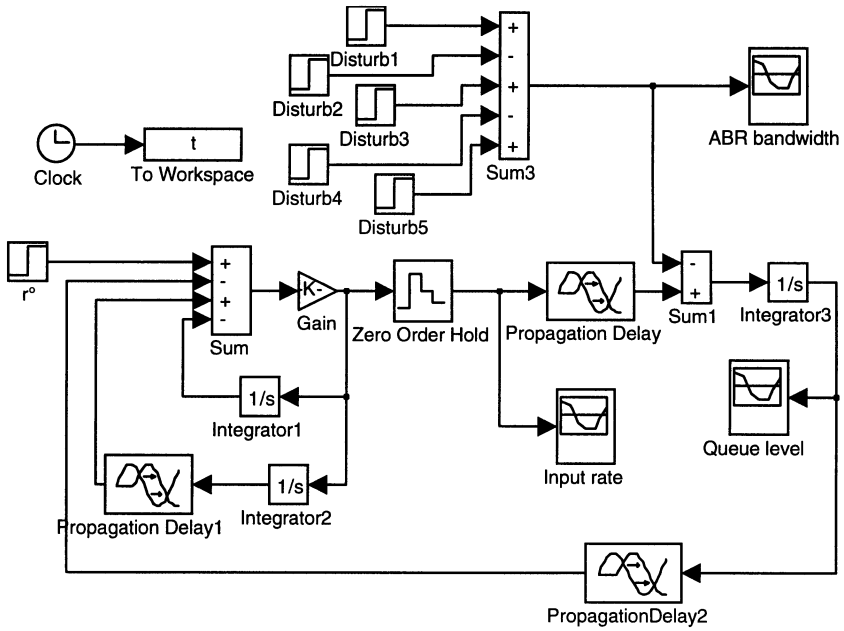 +
Disturb1
-
Disturb2
+
Disturb3
-
Disturb4
+
Disturb5
Sum3
ABR bandwidth
Clock
t
To Workspace
r°
+
-
+
-
Sum
-K-
Gain
Zero Order Hold
Propagation Delay
-
+
Sum1
1/s
Integrator3
1/s
Integrator1
Input rate
Queue level
Propagation Delay1
1/s
Integrator2
PropagationDelay2